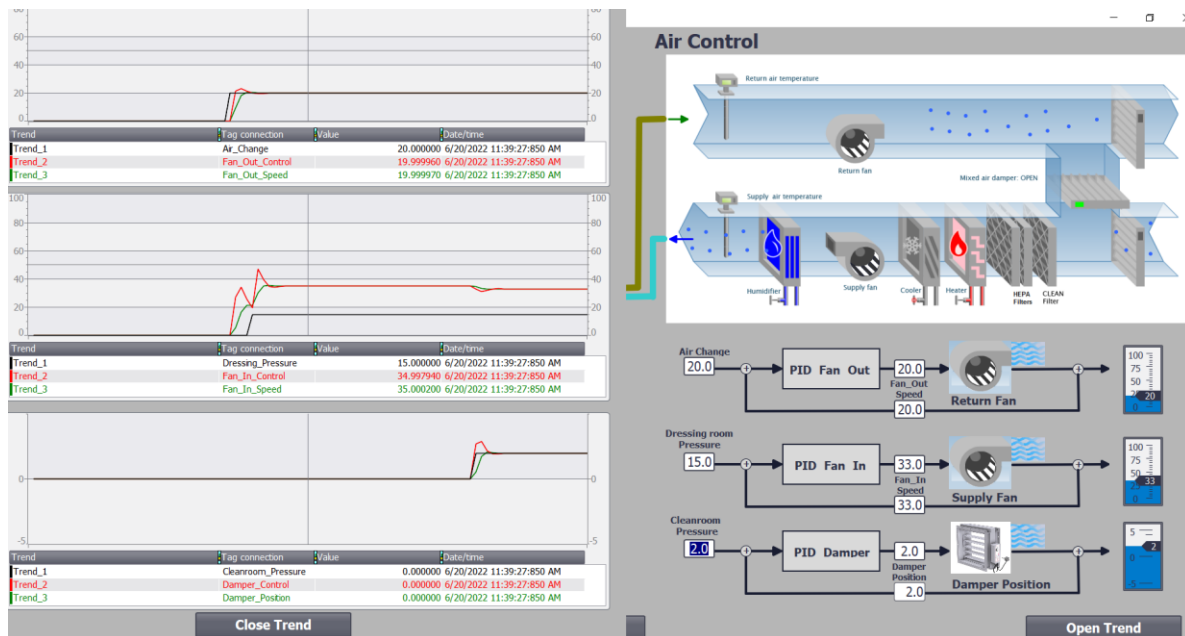 80 80
60 60
40 40
20 20
0 0
Trend Tag connection Value Date/time
Trend_1 Air_Change 20.000000 6/20/2022 11:39:27:850 AM
Trend_2 Fan_Out_Control 19.999960 6/20/2022 11:39:27:850 AM
Trend_3 Fan_Out_Speed 19.999970 6/20/2022 11:39:27:850 AM
100 100
80 80
60 60
40 40
20 20
0 0
Trend Tag connection Value Date/time
Trend_1 Dressing_Pressure 15.000000 6/20/2022 11:39:27:850 AM
Trend_2 Fan_In_Control 34.997940 6/20/2022 11:39:27:850 AM
Trend_3 Fan_In_Speed 35.000200 6/20/2022 11:39:27:850 AM
0 0
-5 -5
Trend Tag connection Value Date/time
Trend_1 Cleanroom_Pressure 0.000000 6/20/2022 11:39:27:850 AM
Trend_2 Damper_Control 0.000000 6/20/2022 11:39:27:850 AM
Trend_3 Damper_Position 0.000000 6/20/2022 11:39:27:850 AM
Close Trend
Air Control
Return air temperature
Return fan
Mixed air damper: OPEN
Supply air temperature
Humidifier
Supply fan
Cooler
Heater
HEPA
Filters
CLEAN
Filter
Air Change
20.0
PID Fan Out
20.0
Fan_Out
Speed
20.0
Return Fan
100
75
50
20
0
Dressing room
Pressure
15.0
PID Fan In
33.0
Fan_In
Speed
33.0
Supply Fan
100
75
50
33
0
Cleanroom
Pressure
2.0
PID Damper
2.0
Damper
Position
2.0
Damper Position
5
2
0
-5
Open Trend